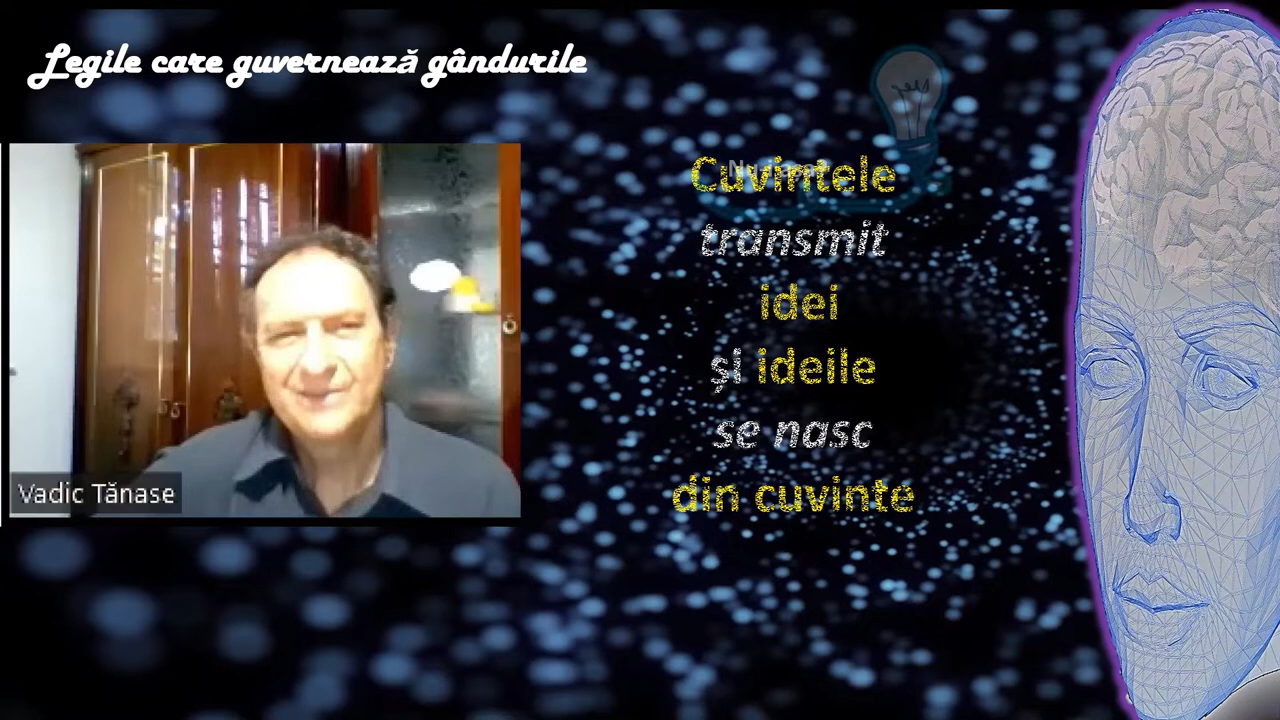 Legile care guvernează gândurile
Cuvintele
transmit
idei
și ideile
se nasc
din cuvinte
Vadic Tănase